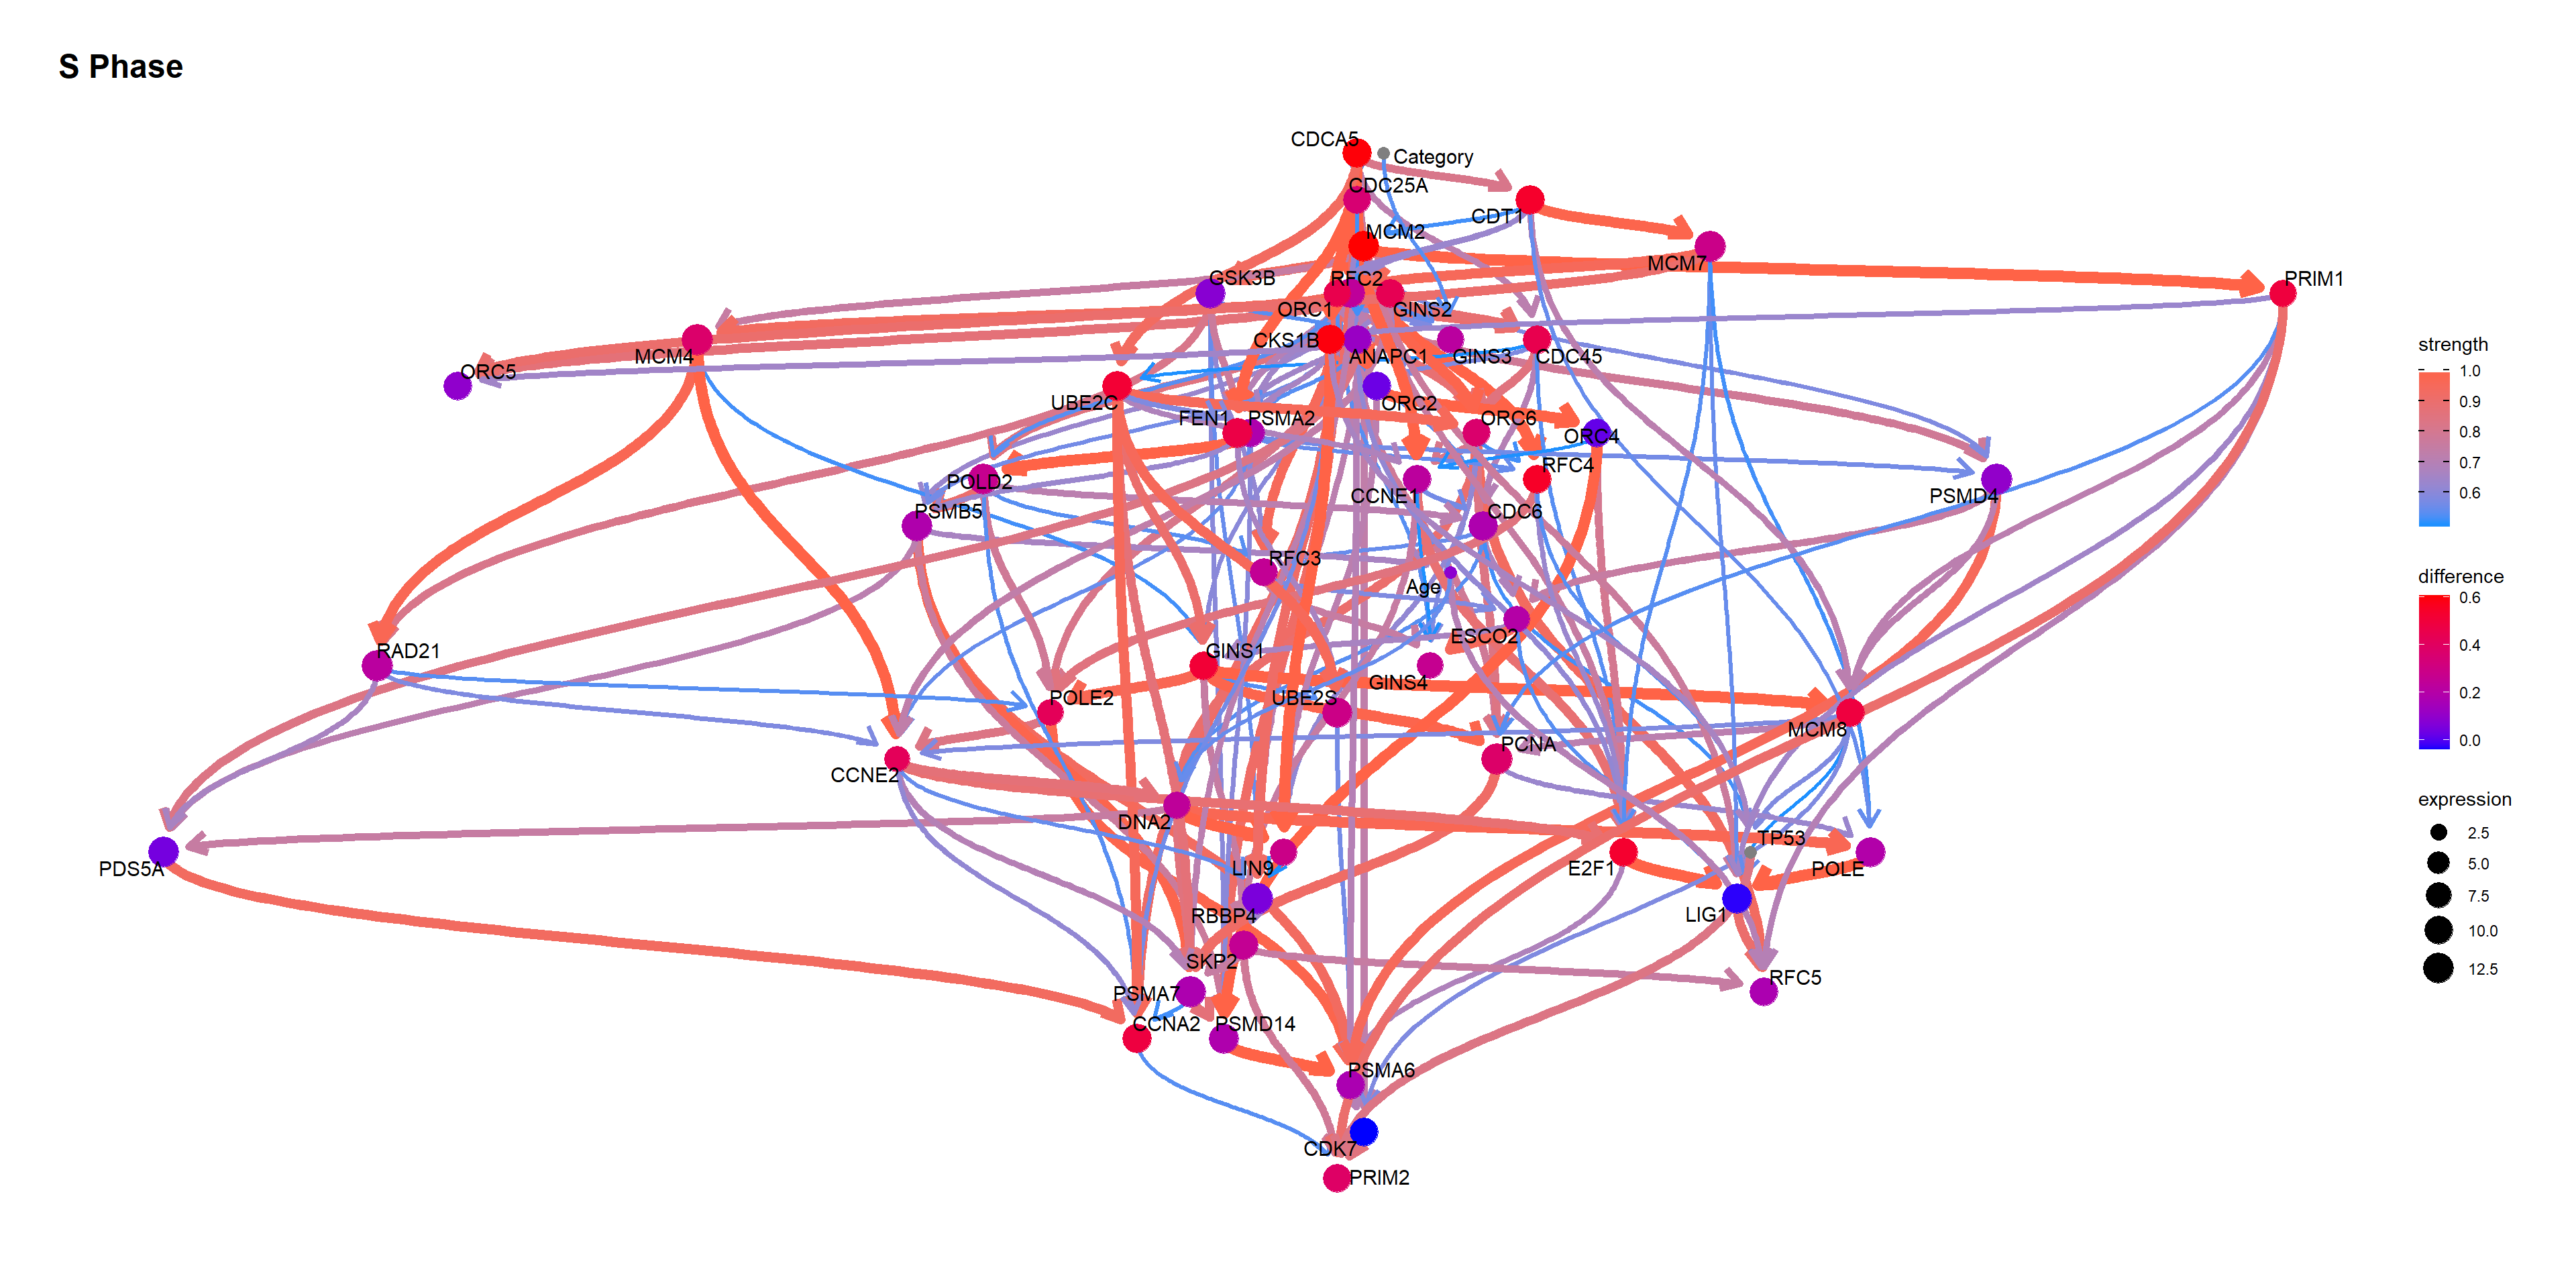 S Phase
CDCA5
Category
CDC25A
CDT1
MCM2
MCM7
GSK3B
RFC2
PRIM1
ORC1
GINS2
CKS1B
ANAPC1
GINS3
CDC45
MCM4
ORC5
UBE2C
ORC2
FEN1
PSMA2
ORC6
ORC4
RFC4
POLD2
CCNE1
PSMD4
PSMB5
CDC6
RFC3
Age
ESCO2
RAD21
GINS1
GINS4
POLE2
UBE2S
MCM8
PCNA
CCNE2
DNA2
TP53
PDS5A
LIN9
E2F1
POLE
RBBP4
LIG1
SKP2
RFC5
PSMA7
CCNA2
PSMD14
PSMA6
CDK7
PRIM2
strength
1.0
0.9
0.8
0.7
0.6
difference
0.6
0.4
0.2
0.0
expression
2.5
5.0
7.5
10.0
12.5